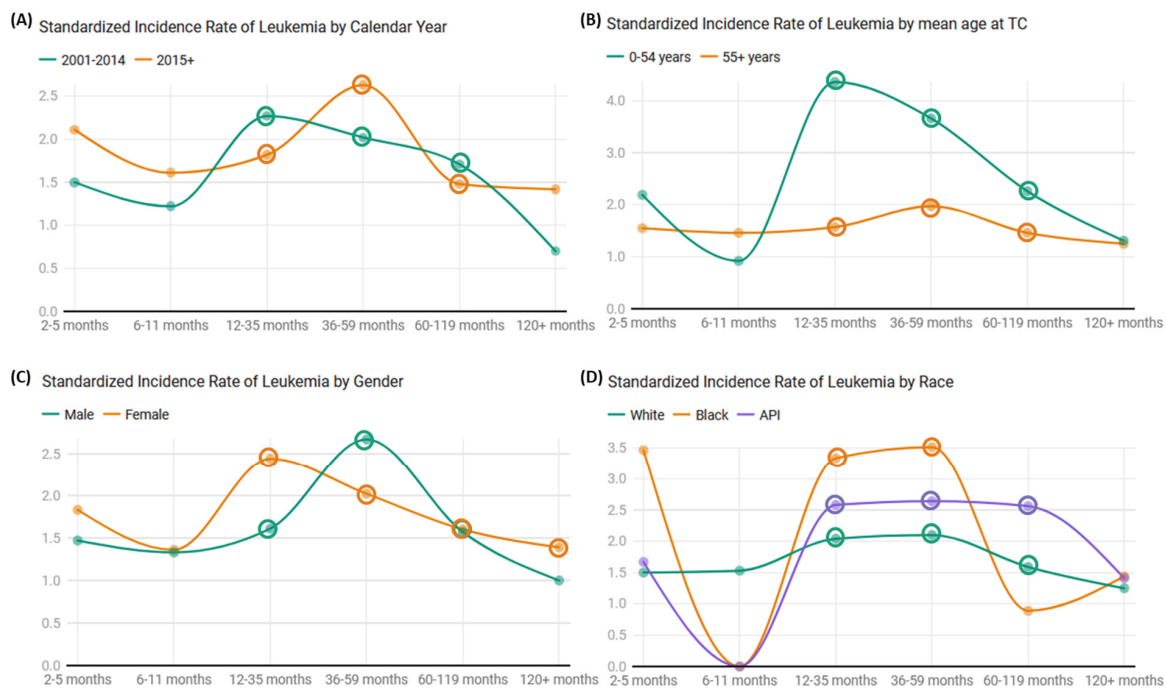 (A) Standardized Incidence Rate of Leukemia by Calendar Year
2001-2014 2015+
2.5
2.0
1.5
1.0
0.5
0.0
2-5 months 6-11 months 12-35 months 36-59 months 60-119 months 120+ months
(B) Standardized Incidence Rate of Leukemia by mean age at TC
0-54 years 55+ years
4.0
3.0
2.0
1.0
0.0
2-5 months 6-11 months 12-35 months 36-59 months 60-119 months 120+ months
(C) Standardized Incidence Rate of Leukemia by Gender
Male Female
2.5
2.0
1.5
1.0
0.5
0.0
2-5 months 6-11 months 12-35 months 36-59 months 60-119 months 120+ months
(D) Standardized Incidence Rate of Leukemia by Race
White Black API
3.5
3.0
2.5
2.0
1.5
1.0
0.5
0.0
2-5 months 6-11 months 12-35 months 36-59 months 60-119 months 120+ months